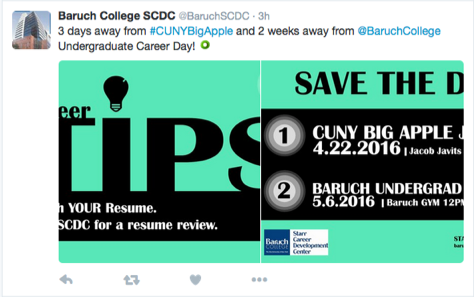 Baruch College SCDC @BaruchSCDC · 3h
3 days away from #CUNYBigApple and 2 weeks away from @BaruchCollege
Undergraduate Career Day!
eer
TIPS
h YOUR Resume.
SCDC for a resume review.
SAVE THE D
1 CUNY BIG APPLE J
4.22.2016 | Jacob Javits
2 BARUCH UNDERGRAD
5.6.2016 | Baruch GYM 12PM
Baruch
COLLEGE
Starr
Career
Development
Center
STA